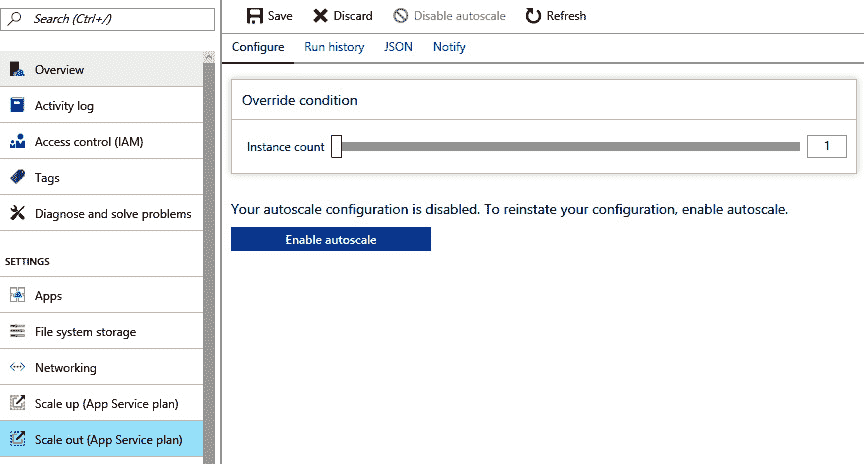 Search (Ctrl+/)
Overview
Activity log
Access control (IAM)
Tags
Diagnose and solve problems
SETTINGS
Apps
File system storage
Networking
Scale up (App Service plan)
Scale out (App Service plan)
Save Discard Disable autoscale Refresh
Configure Run history JSON Notify
Override condition
Instance count 1
Your autoscale configuration is disabled. To reinstate your configuration, enable autoscale.
Enable autoscale